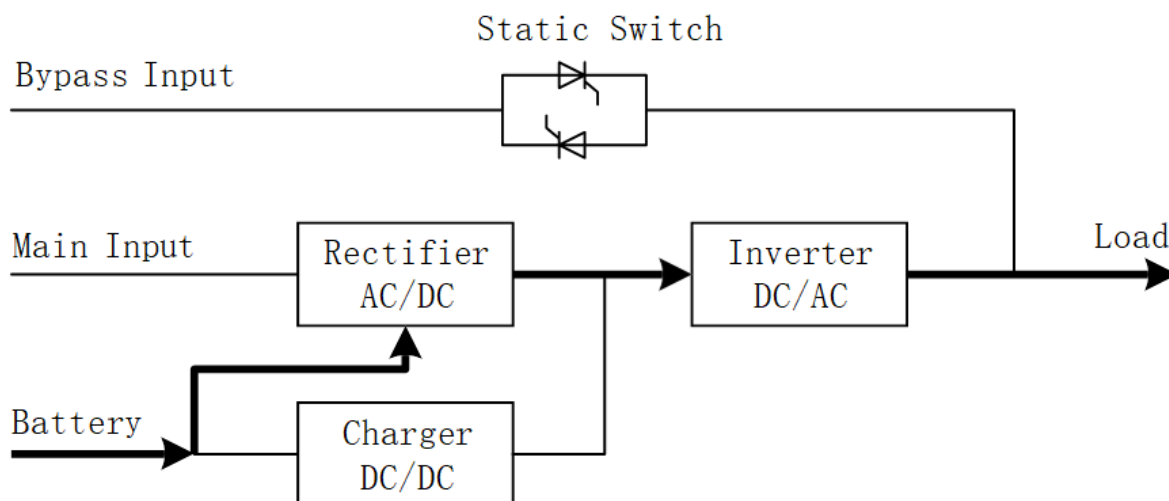 Static Switch
Bypass Input
Main Input
Rectifier
AC/DC
Inverter
DC/AC
Load
Battery
Charger
DC/DC